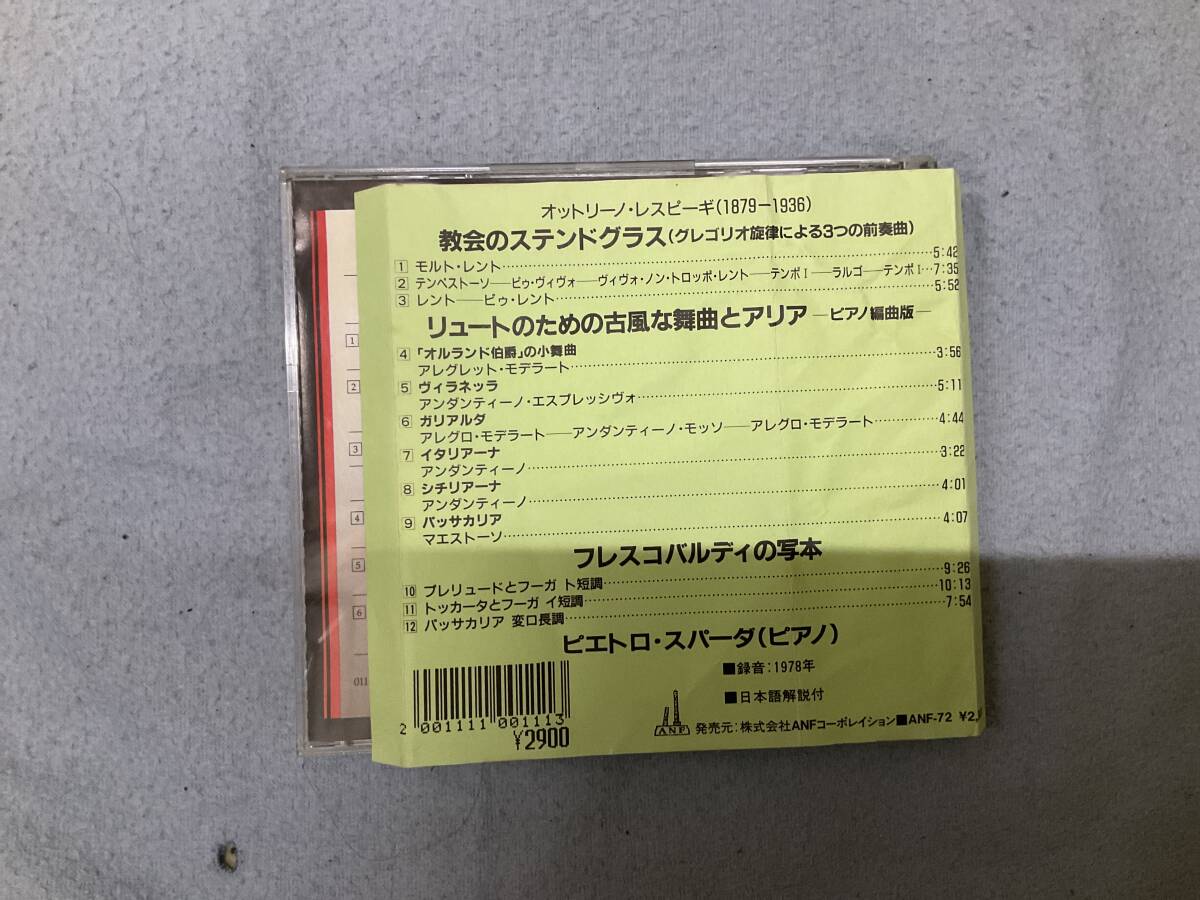 オットリーノ・レスピーギ(1879−1936)
教会のステンドグラス(グレゴリオ旋律による3つの前奏曲)
1 モルト・レント 5:42
2 テンペストーソ──ピゥ・ヴィヴォ──ヴィヴォ・ノン・トロッポ・レント──テンポⅠ──ラルゴ──テンポⅠ 7:35
3 レント──ピゥ・レント 5:52
リュートのための古風な舞曲とアリア ─ピアノ編曲版─
4 「オルランド伯爵」の小舞曲
アレグレット・モデラート 3:56
5 ヴィラネッラ
アンダンティーノ・エスプレッシヴォ 5:11
6 ガリアルダ
アレグロ・モデラート──アンダンティーノ・モッソ──アレグロ・モデラート 4:44
7 イタリアーナ
アンダンティーノ 3:22
8 シチリアーナ
アンダンティーノ 4:01
9 パッサカリア
マエストーソ 4:07
フレスコバルディの写本
10 プレリュードとフーガ ト短調 9:26
11 トッカータとフーガ イ短調 10:13
12 パッサカリア 変ロ長調 7:54
ピエトロ・スパーダ(ピアノ)
■録音:1978年
■日本語解説付
ANF 発売元:株式会社ANFコーポレイション■ANF-72 ¥2,
2 001111 001113
¥2900
1
2
3
4
5
6
011